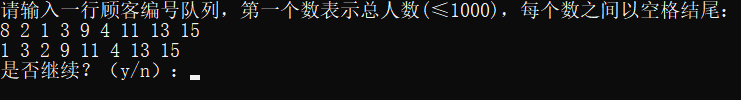 请输入一行顾客编号队列，第一个数表示总人数(≤1000)，每个数之间以空格结尾：
8 2 1 3 9 4 11 13 15
1 3 2 9 11 4 13 15
是否继续？（y/n）：